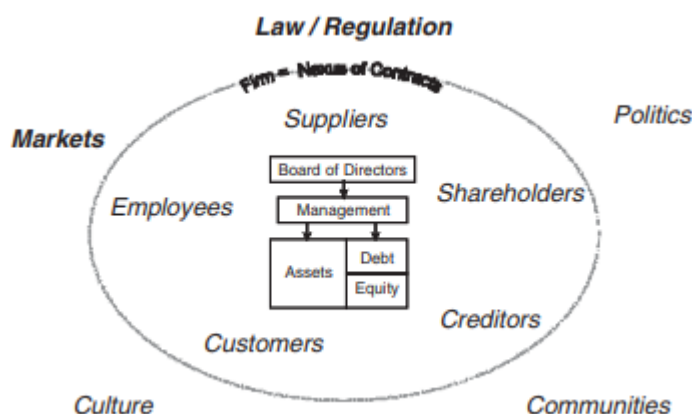 Law / Regulation
Firm = Nexus of Contracts
Politics
Suppliers
Markets
Board of Directors
Shareholders
Employees
Management
Assets
Debt
Equity
Creditors
Customers
Culture
Communities